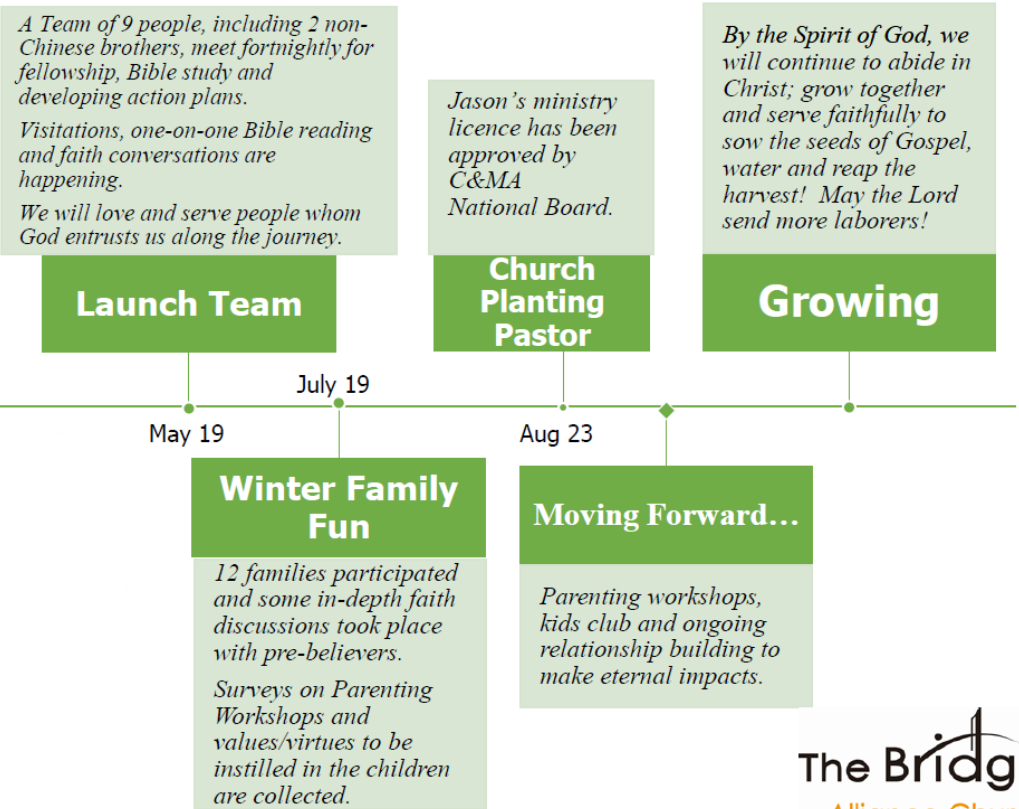 A Team of 9 people, including 2 non-
Chinese brothers, meet fortnightly for
fellowship, Bible study and
developing action plans.
Visitations, one-on-one Bible reading
and faith conversations are
happening.
We will love and serve people whom
God entrusts us along the journey.
Launch Team
May 19
July 19
Winter Family
Fun
12 families participated
and some in-depth faith
discussions took place
with pre-believers.
Surveys on Parenting
Workshops and
values/virtues to be
instilled in the children
are collected.
Jason's ministry
licence has been
approved by
C&MA
National Board.
Church
Planting
Pastor
Aug 23
Moving Forward…
Parenting workshops,
kids club and ongoing
relationship building to
make eternal impacts.
By the Spirit of God, we
will continue to abide in
Christ; grow together
and serve faithfully to
sow the seeds of Gospel,
water and reap the
harvest!  May the Lord
send more laborers!
Growing
The Bridg